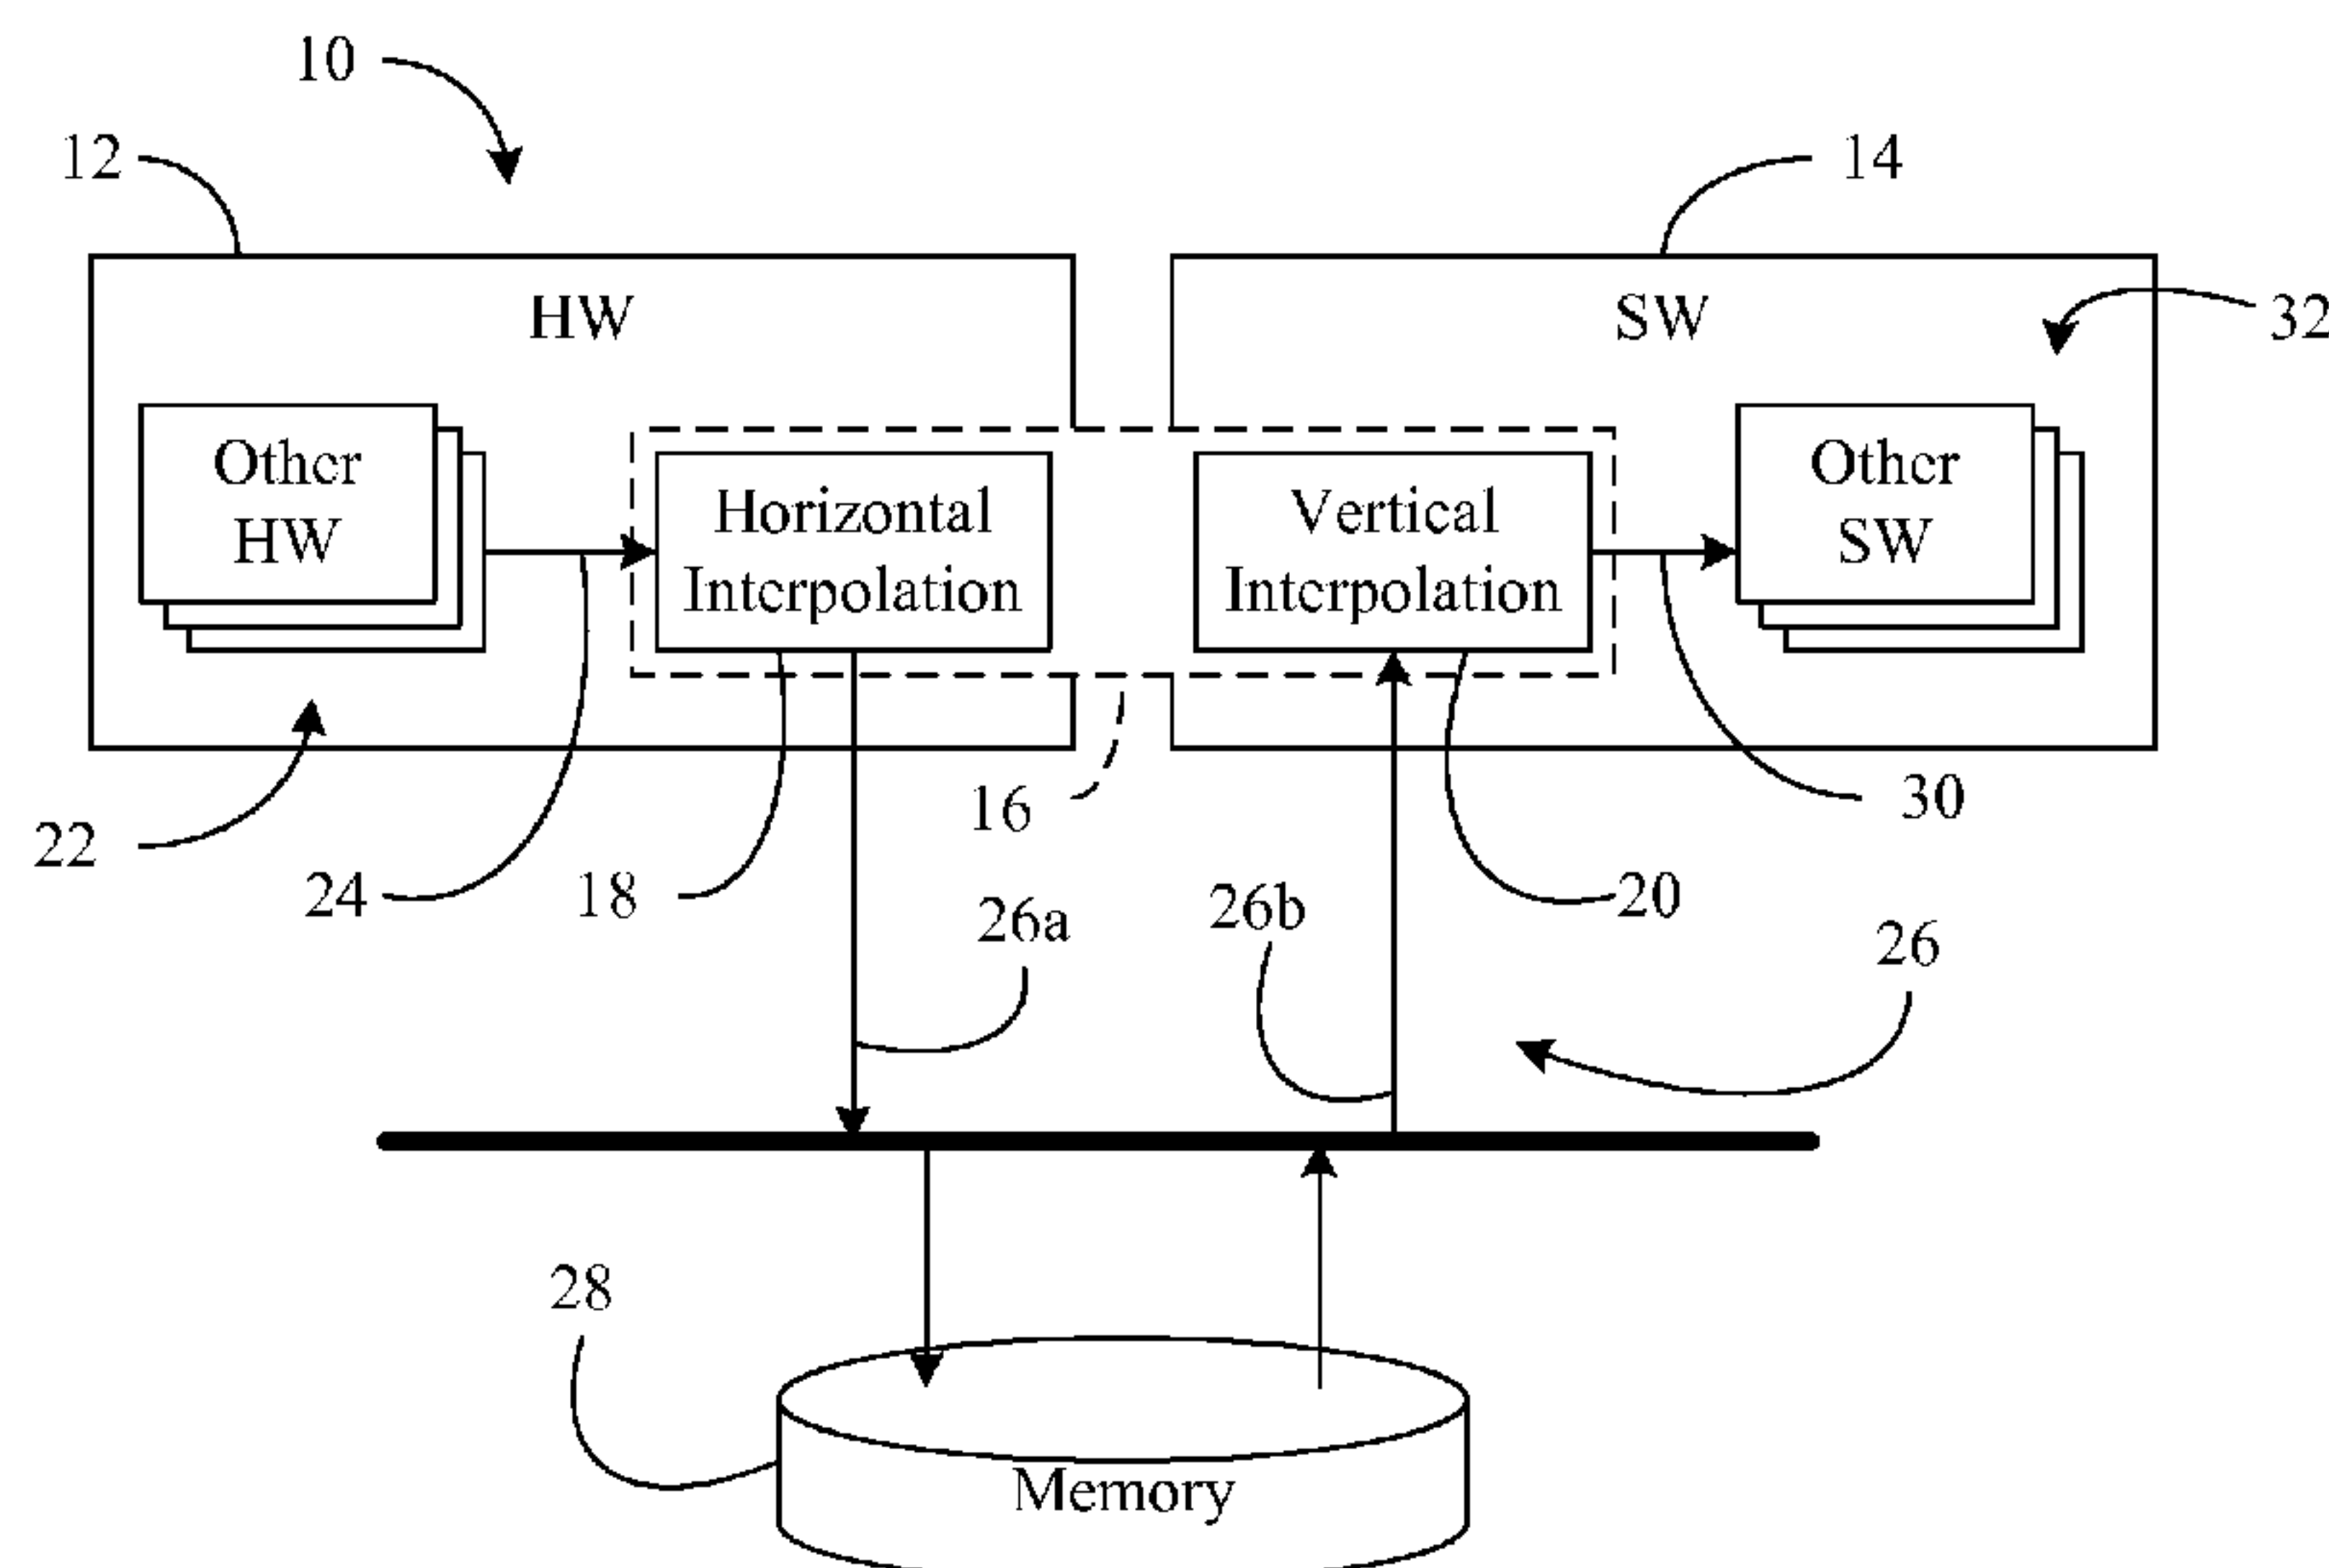 10
12
14
HW
SW
32
Other
HW
Horizontal
Interpolation
Vertical
Interpolation
Other
SW
16
30
22
24
18
26a
26b
20
26
28
Memory